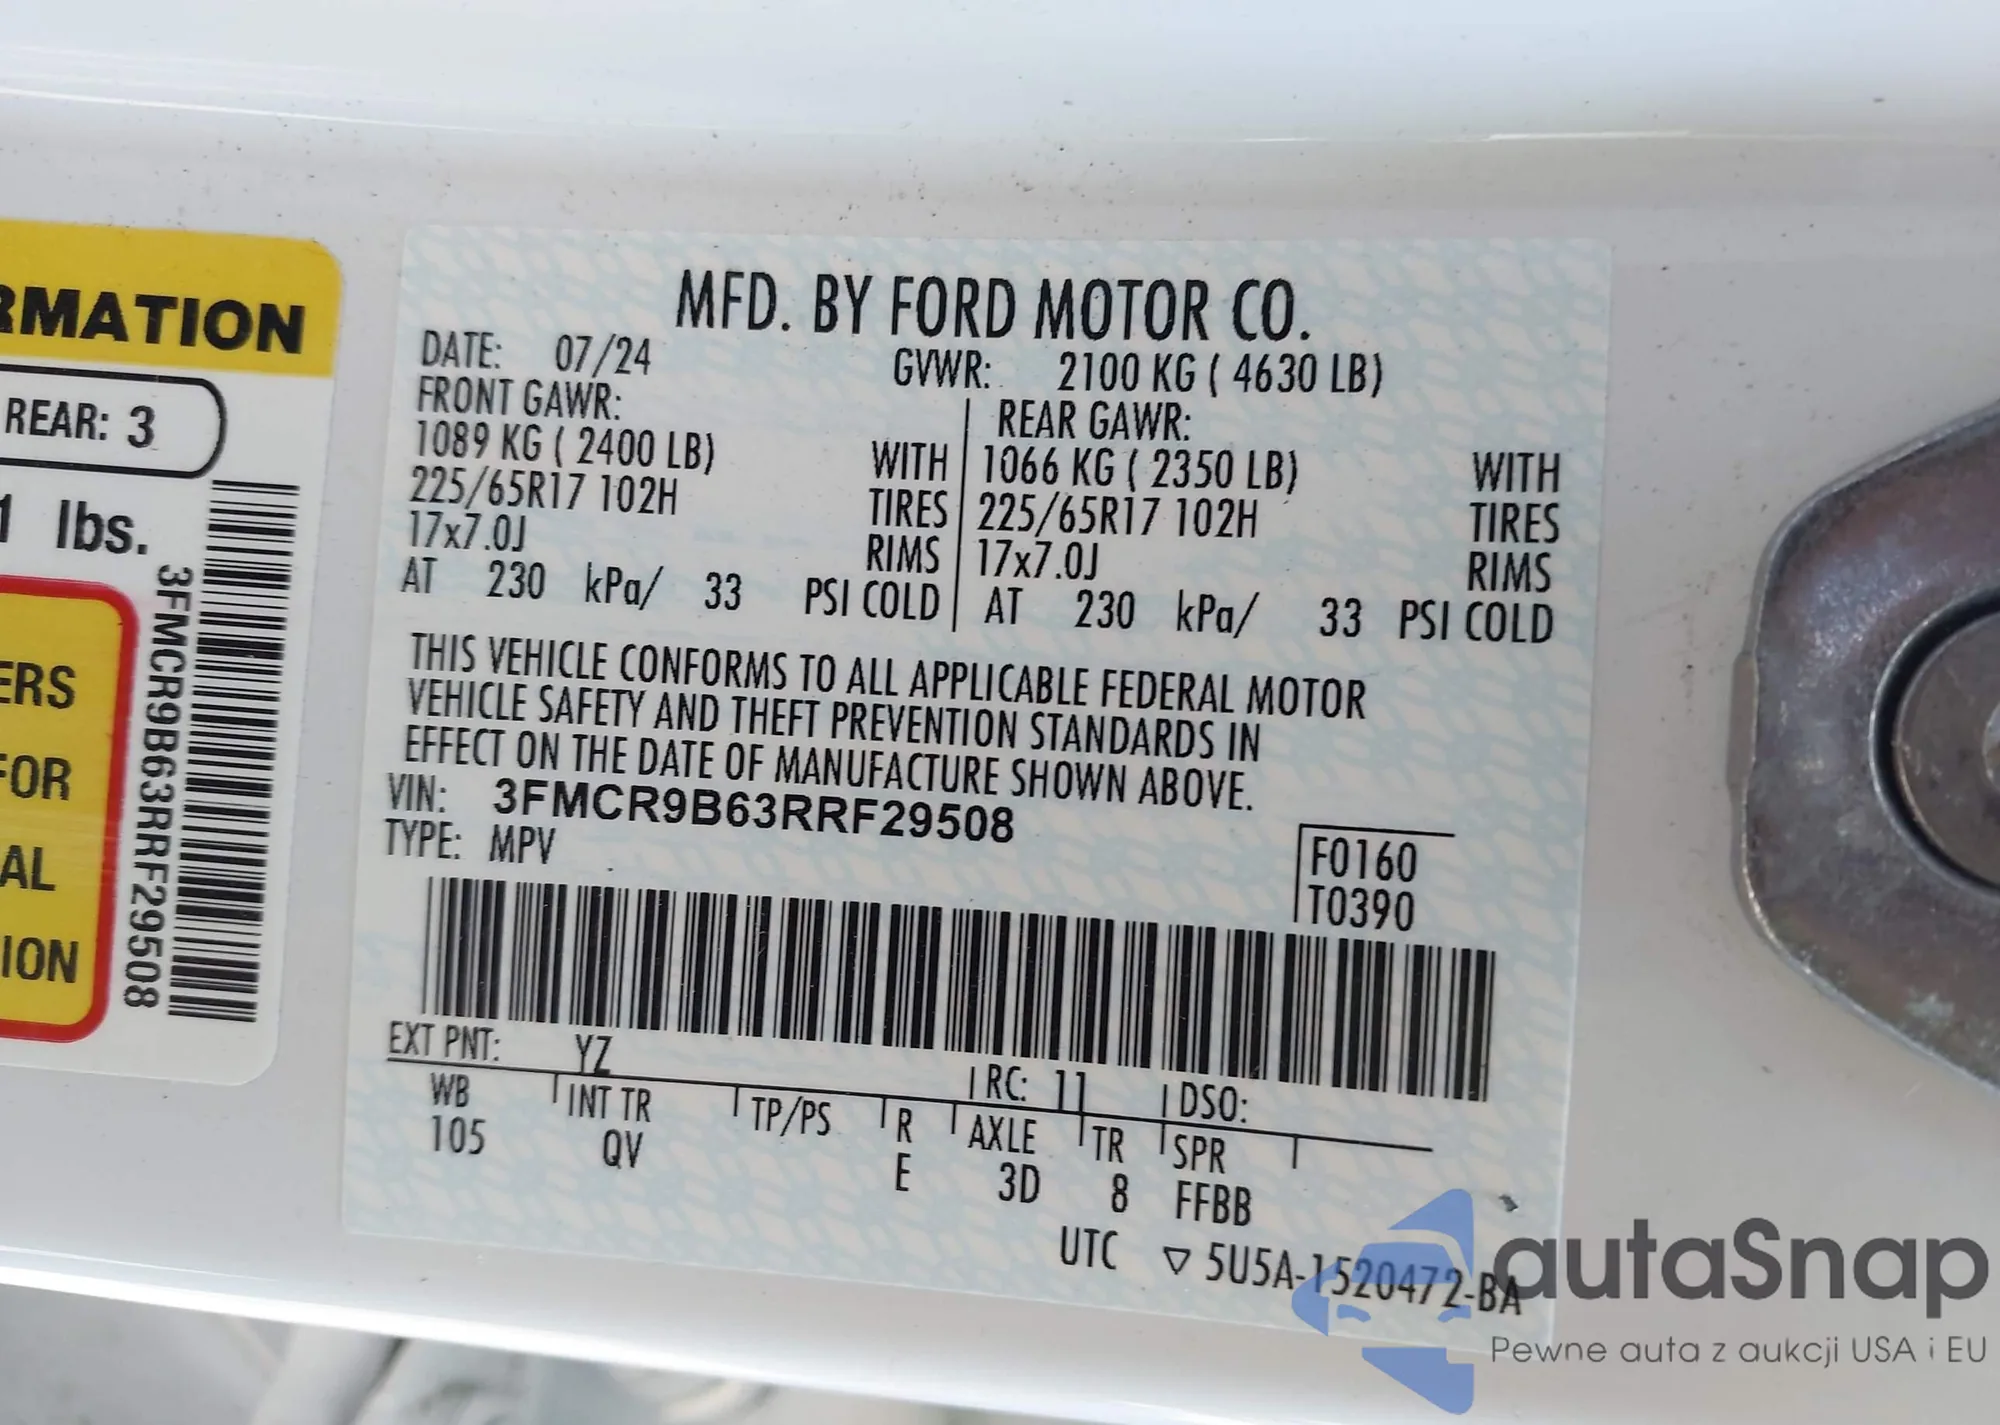 RMATION
REAR: 3
1 lbs.
ERS
FOR
AL
ION
3FMCR9B63RRF29508
MFD. BY FORD MOTOR CO.
DATE: 07/24 GVWR: 2100 KG ( 4630 LB)
FRONT GAWR: REAR GAWR:
1089 KG ( 2400 LB) WITH 1066 KG ( 2350 LB) WITH
225/65R17 102H TIRES 225/65R17 102H TIRES
17x7.0J RIMS 17x7.0J RIMS
AT 230 kPa/ 33 PSI COLD AT 230 kPa/ 33 PSI COLD
THIS VEHICLE CONFORMS TO ALL APPLICABLE FEDERAL MOTOR
VEHICLE SAFETY AND THEFT PREVENTION STANDARDS IN
EFFECT ON THE DATE OF MANUFACTURE SHOWN ABOVE.
VIN: 3FMCR9B63RRF29508
TYPE: MPV
F0160
T0390
EXT PNT: YZ RC: 11 DSO:
WB INT TR TP/PS R AXLE TR SPR
105 QV E 3D 8 FFBB
UTC ▽ 5U5A-1520472-BA
autaSnap
Pewne auta z aukcji USA i EU